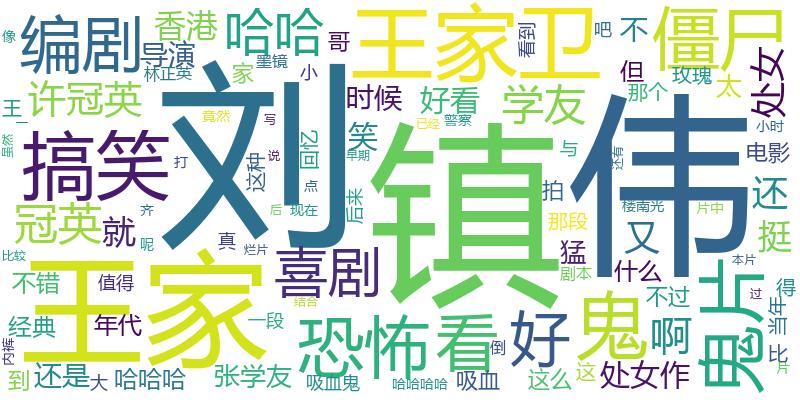 像
编剧
香港
导演
墨镜
林正英
哈哈
哥
王家卫
看到
吧
不
僵尸
王
许冠英
家
小
时候
好看
学友
但
那个
玫瑰
太
处女
虽然
一
搞笑
竟然
写
刘
镇
伟
这种
说
回忆
笑
早期
已经
警察
与
还有
小时
电影
打
点
后来
拍
还
冠英
就
齐
后
现在
那段
楼南光
片中
又
挺
呢
真
烂片
猛
剧本
什么
本片
比较
不错
值得
王家
喜剧
结合
恐怖
看
好
鬼
不过
啊
鬼片
过
得
当年
比
片
经典
年代
一段
倒
内裤
到
还是
大
哈哈哈
张学友
吸血鬼
哈哈哈哈
吸血
这么
这
处女作